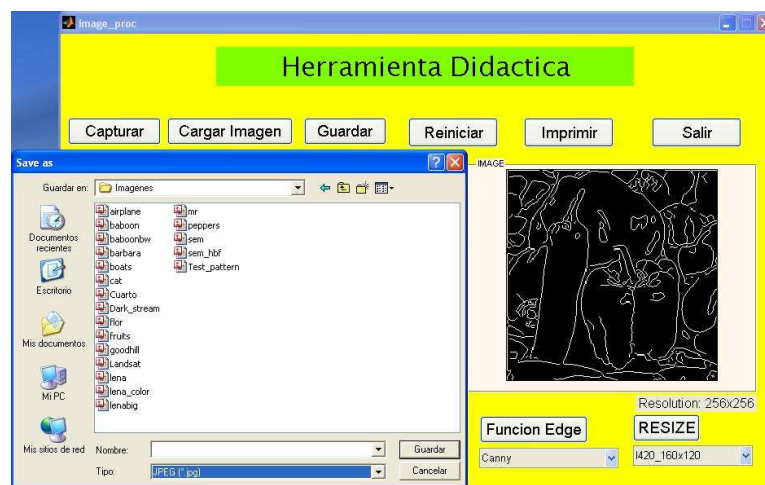 image_proc
Herramienta Didactica
Capturar
Cargar Imagen
Guardar
Reiniciar
Imprimir
Salir
Save as
Guardar en:
Imagenes
IMAGE
Documentos
recientes
Escritorio
Mis documentos
Mi PC
Mis sitios de red
airplane
baboon
baboonbw
barbara
boats
cat
Cuarto
Dark_stream
flor
fruits
goodhill
Landsat
lena
lena_color
lenabig
mr
peppers
sem
sem_hbf
Test_pattern
Nombre:
Guardar
Tipo:
JPEG (*.jpg)
Cancelar
Resolution: 256x256
Funcion Edge
RESIZE
Canny
I420_160x120